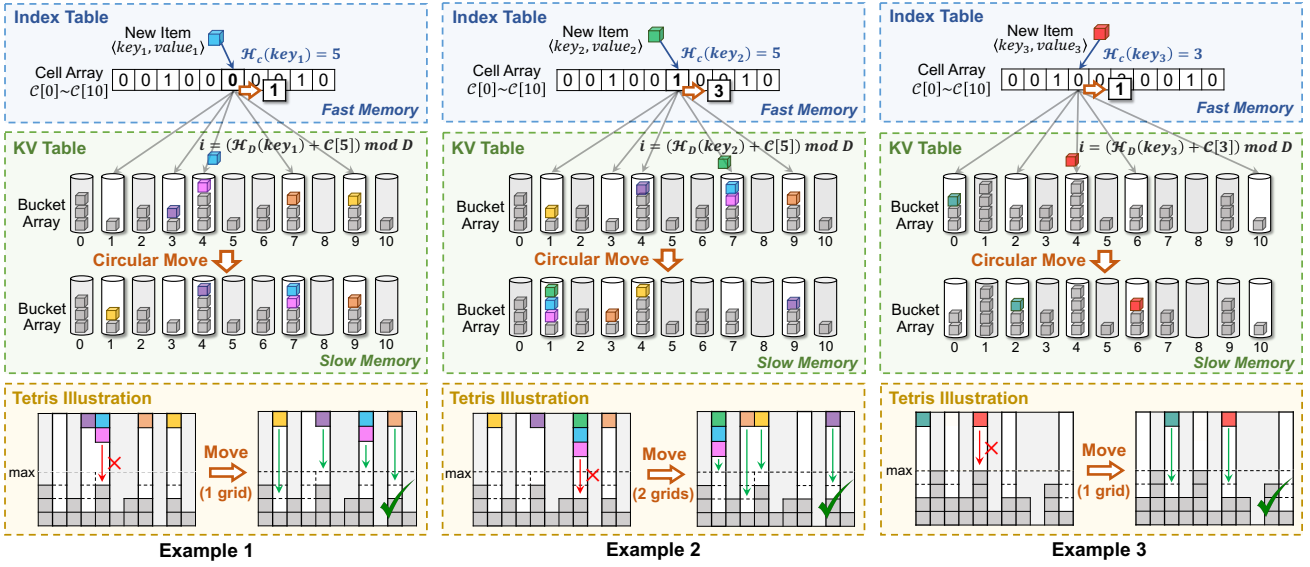 Index Table
New Item
⟨key₁, value₁⟩
ℋ_c(key₁) = 5
Cell Array
𝒞[0]~𝒞[10]
0 0 1 0 0 0 0 0 1 0
1
Fast Memory
KV Table
i = (ℋ_D(key₁) + 𝒞[5]) mod D
Bucket
Array
0 1 2 3 4 5 6 7 8 9 10
Circular Move
Bucket
Array
0 1 2 3 4 5 6 7 8 9 10
Slow Memory
Tetris Illustration
max
Move
(1 grid)
Example 1
Index Table
New Item
⟨key₂, value₂⟩
ℋ_c(key₂) = 5
Cell Array
𝒞[0]~𝒞[10]
0 0 1 0 0 1 0 0 1 0
3
Fast Memory
KV Table
i = (ℋ_D(key₂) + 𝒞[5]) mod D
Bucket
Array
0 1 2 3 4 5 6 7 8 9 10
Circular Move
Bucket
Array
0 1 2 3 4 5 6 7 8 9 10
Slow Memory
Tetris Illustration
max
Move
(2 grids)
Example 2
Index Table
New Item
⟨key₃, value₃⟩
ℋ_c(key₃) = 3
Cell Array
𝒞[0]~𝒞[10]
0 0 1 0 0 0 0 1 0
1
Fast Memory
KV Table
i = (ℋ_D(key₃) + 𝒞[3]) mod D
Bucket
Array
0 1 2 3 4 5 6 7 8 9 10
Circular Move
Bucket
Array
0 1 2 3 4 5 6 7 8 9 10
Slow Memory
Tetris Illustration
max
Move
(1 grid)
Example 3